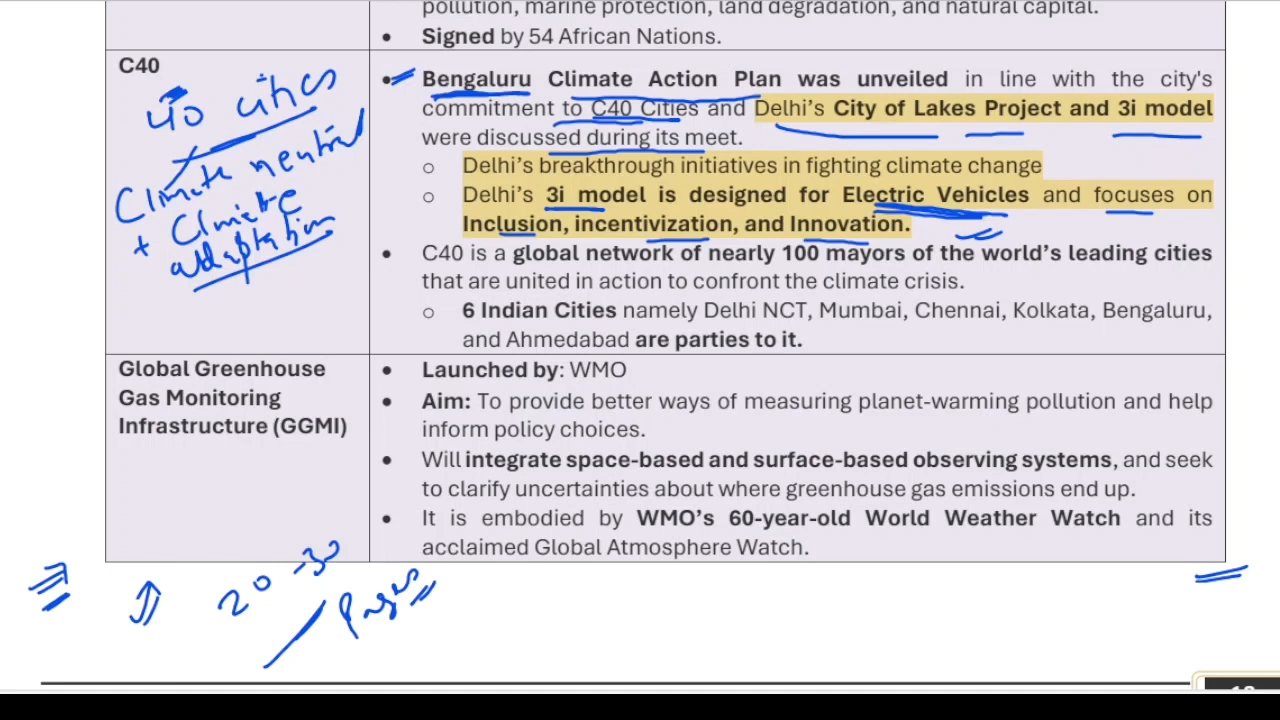 pollution, marine protection, land degradation, and natural capital.
• Signed by 54 African Nations.
C40
40 cities
Climate neutral
+ Climate
adaptation
• Bengaluru Climate Action Plan was unveiled in line with the city's
commitment to C40 Cities and Delhi's City of Lakes Project and 3i model
were discussed during its meet.
o Delhi's breakthrough initiatives in fighting climate change
o Delhi's 3i model is designed for Electric Vehicles and focuses on
Inclusion, incentivization, and Innovation.
• C40 is a global network of nearly 100 mayors of the world's leading cities
that are united in action to confront the climate crisis.
o 6 Indian Cities namely Delhi NCT, Mumbai, Chennai, Kolkata, Bengaluru,
and Ahmedabad are parties to it.
Global Greenhouse
Gas Monitoring
Infrastructure (GGMI)
• Launched by: WMO
• Aim: To provide better ways of measuring planet-warming pollution and help
inform policy choices.
• Will integrate space-based and surface-based observing systems, and seek
to clarify uncertainties about where greenhouse gas emissions end up.
• It is embodied by WMO's 60-year-old World Weather Watch and its
acclaimed Global Atmosphere Watch.
20-30
Pages